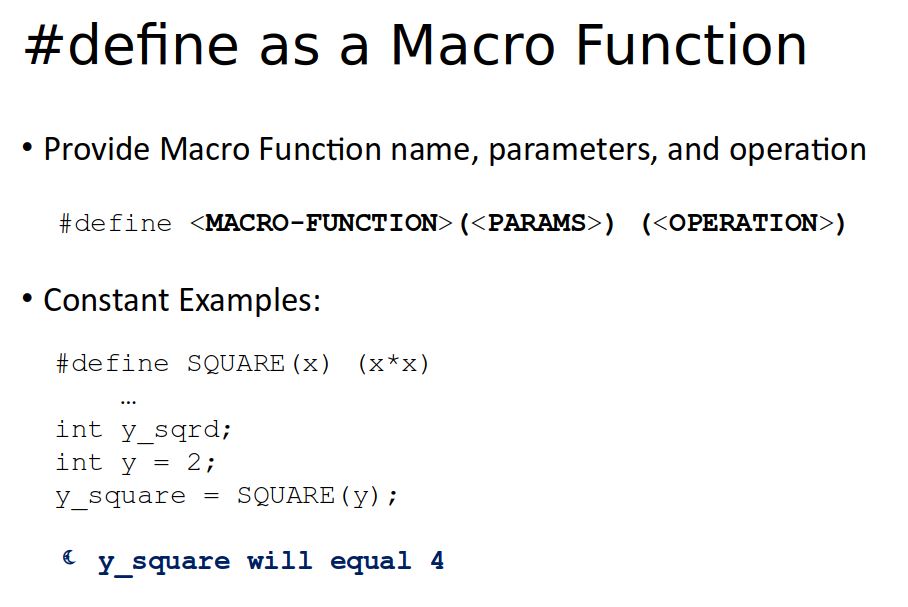 #define as a Macro Function
• Provide Macro Function name, parameters, and operation
#define <MACRO-FUNCTION>(<PARAMS>) (<OPERATION>)
• Constant Examples:
#define SQUARE(x) (x*x)
…
int y_sqrd;
int y = 2;
y_square = SQUARE(y);
☾ y_square will equal 4